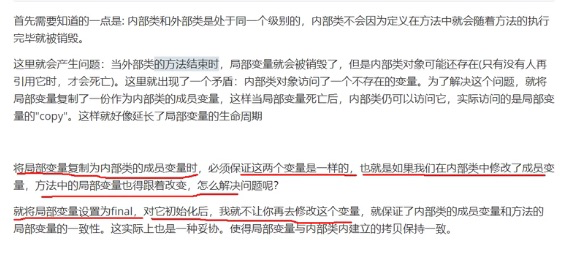 首先需要知道的一点是: 内部类和外部类是处于同一个级别的，内部类不会因为定义在方法中就会随着方法的执行
完毕就被销毁。
这里就会产生问题：当外部类的方法结束时，局部变量就会被销毁了，但是内部类对象可能还存在(只有没有人再
引用它时，才会死亡)。这里就出现了一个矛盾：内部类对象访问了一个不存在的变量。为了解决这个问题，就将
局部变量复制了一份作为内部类的成员变量，这样当局部变量死亡后，内部类仍可以访问它，实际访问的是局部变
量的"copy"。这样就好像延长了局部变量的生命周期
将局部变量复制为内部类的成员变量时，必须保证这两个变量是一样的，也就是如果我们在内部类中修改了成员变
量，方法中的局部变量也得跟着改变，怎么解决问题呢?
就将局部变量设置为final，对它初始化后，我就不让你再去修改这个变量，就保证了内部类的成员变量和方法的
局部变量的一致性。这实际上也是一种妥协。使得局部变量与内部类内建立的拷贝保持一致。